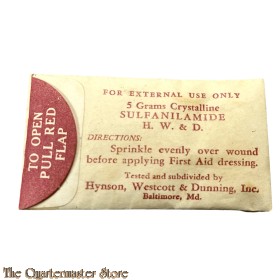 TO OPEN
PULL RED
FLAP
FOR EXTERNAL USE ONLY
5 Grams Crystalline
SULFANILAMIDE
H. W. & D.
DIRECTIONS:
Sprinkle evenly over wound
before applying First Aid dressing.
Tested and subdivided by
Hynson, Westcott & Dunning, Inc.
Baltimore, Md.
© The Quartermaster Store